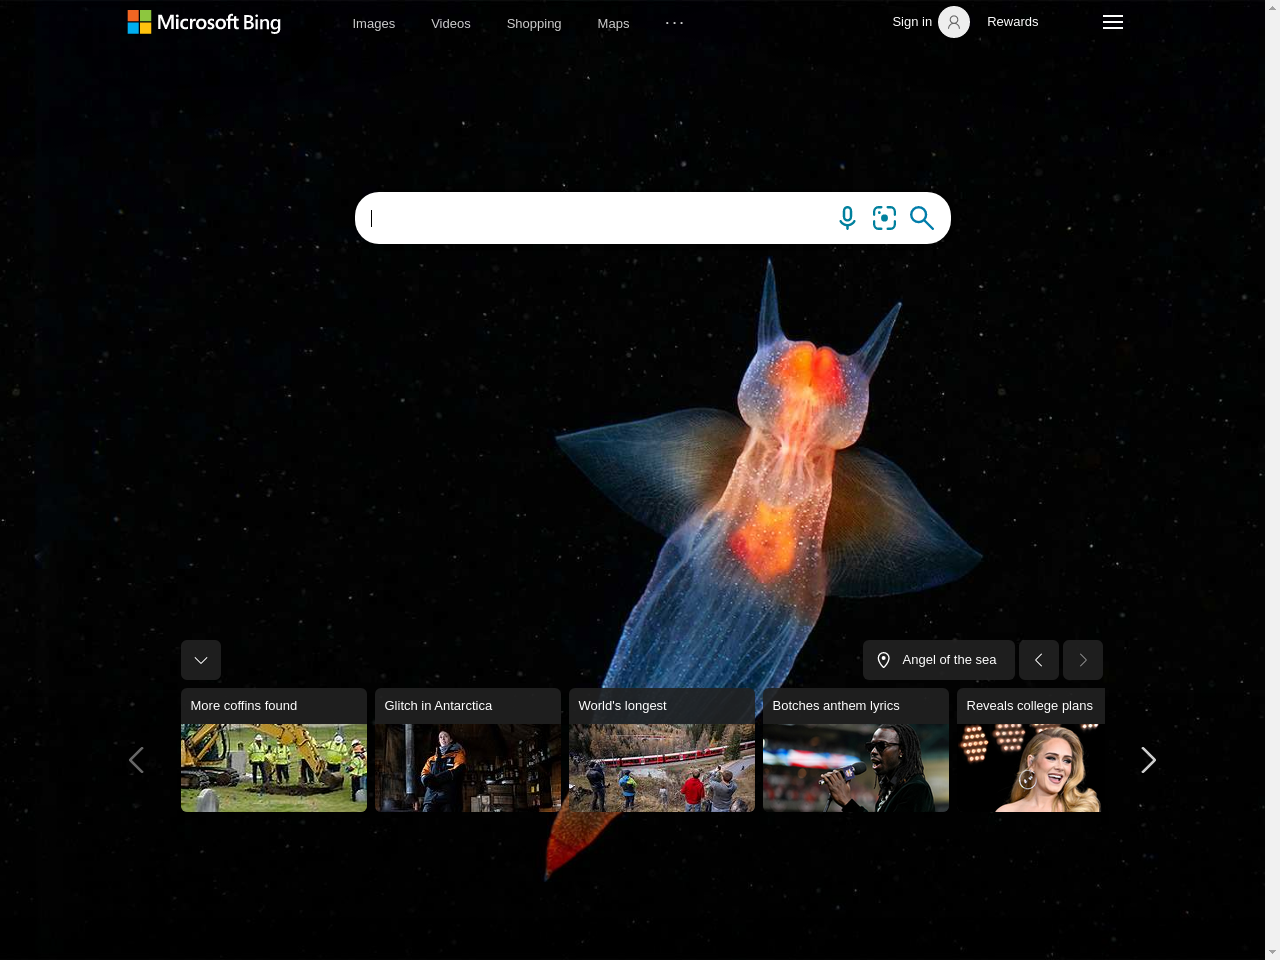 Microsoft Bing
Images
Videos
Shopping
Maps
...
Sign in
Rewards
Angel of the sea
More coffins found
Glitch in Antarctica
World's longest
Botches anthem lyrics
Reveals college plans